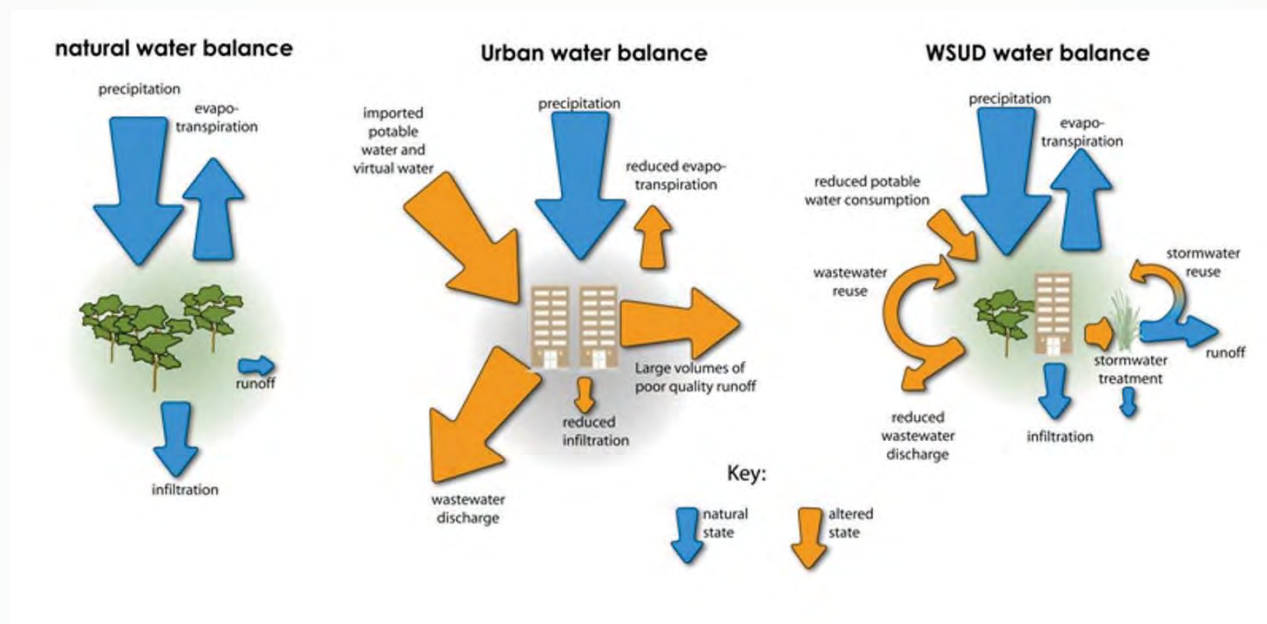 natural water balance
precipitation
evapo-
transpiration
runoff
infiltration
Urban water balance
imported
potable
water and
virtual water
precipitation
reduced evapo-
transpiration
Large volumes of
poor quality runoff
reduced
infiltration
wastewater
discharge
WSUD water balance
precipitation
evapo-
transpiration
reduced potable
water consumption
wastewater
reuse
stormwater
reuse
runoff
stormwater
treatment
reduced
wastewater
discharge
infiltration
Key:
natural
state
altered
state